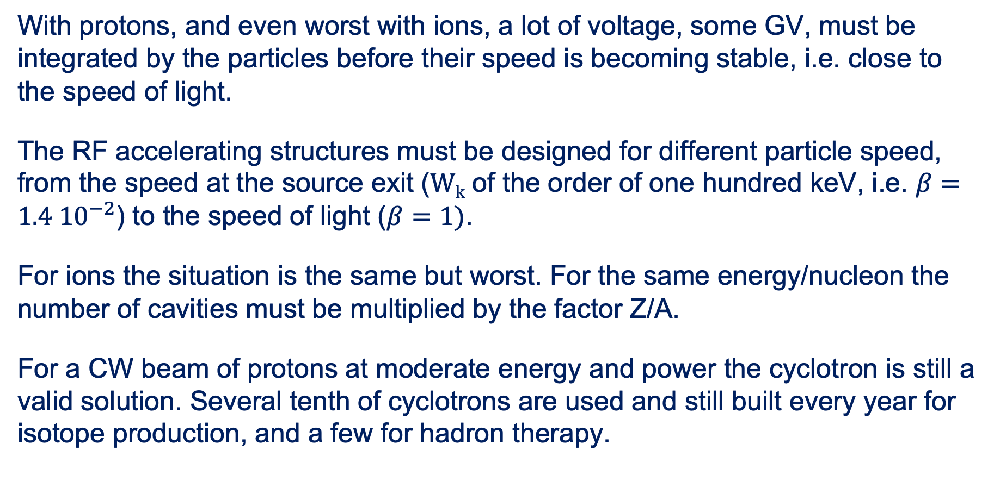 With protons, and even worst with ions, a lot of voltage, some GV, must be
integrated by the particles before their speed is becoming stable, i.e. close to
the speed of light.
The RF accelerating structures must be designed for different particle speed,
from the speed at the source exit (Wₖ of the order of one hundred keV, i.e. β =
1.4 10⁻²) to the speed of light (β = 1).
For ions the situation is the same but worst. For the same energy/nucleon the
number of cavities must be multiplied by the factor Z/A.
For a CW beam of protons at moderate energy and power the cyclotron is still a
valid solution. Several tenth of cyclotrons are used and still built every year for
isotope production, and a few for hadron therapy.